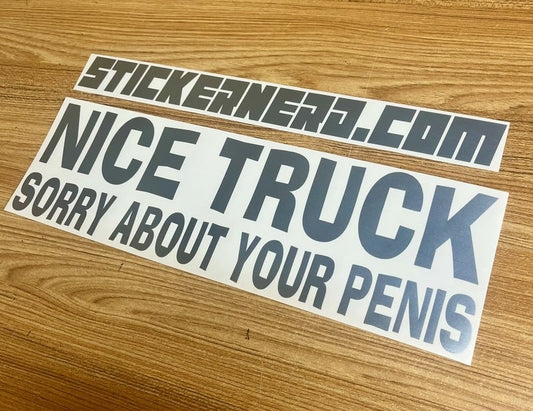 STICKERNERD.COM
NICE TRUCK
SORRY ABOUT YOUR PENIS